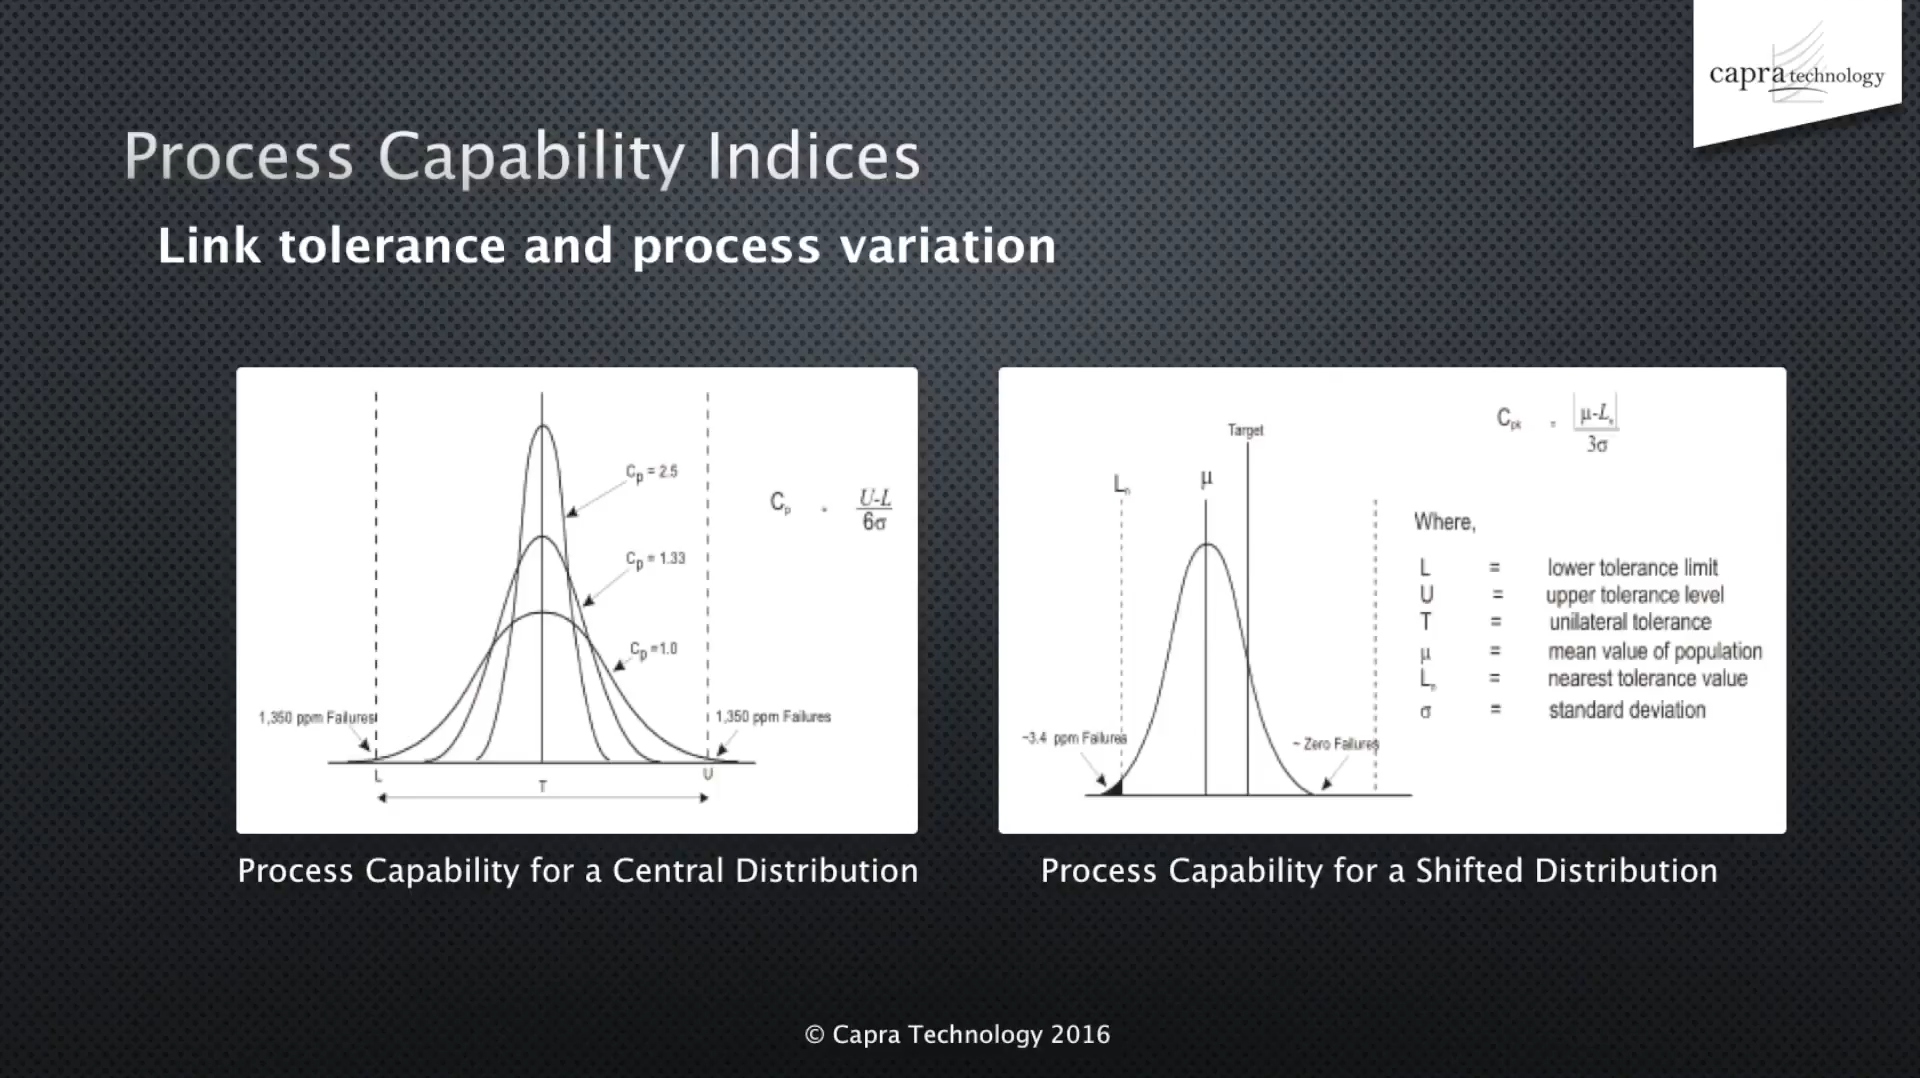 capra technology
Process Capability Indices
Link tolerance and process variation
Cp = 2.5
Cp = U-L
6σ
Cp = 1.33
Cp =1.0
1,350 ppm Failures
1,350 ppm Failures
L
T
U
Process Capability for a Central Distribution
Cpk = |μ-Ln|
3σ
Target
Ln
μ
Where,
L = lower tolerance limit
U = upper tolerance level
T = unilateral tolerance
μ = mean value of population
Ln = nearest tolerance value
σ = standard deviation
~3.4 ppm Failures
~ Zero Failures
Process Capability for a Shifted Distribution
© Capra Technology 2016